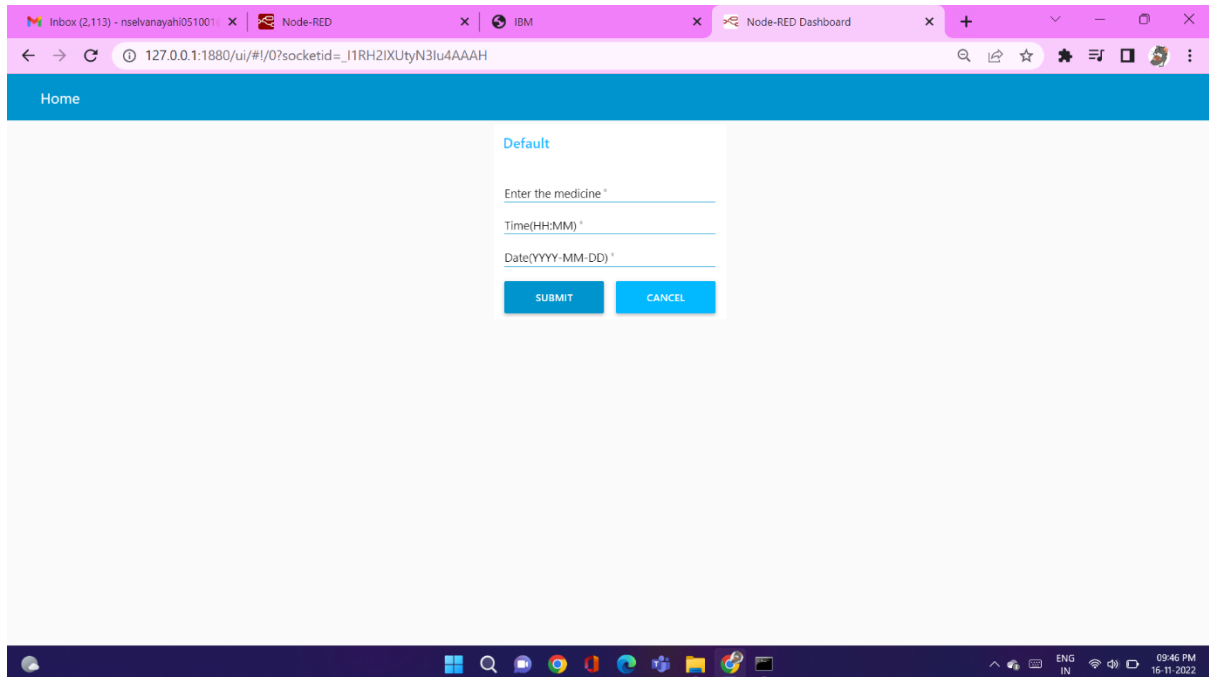 Inbox (2,113) - nselvanayahi051001
Node-RED
IBM
Node-RED Dashboard
127.0.0.1:1880/ui/#!/0?socketid=_I1RH2IXUtyN3Iu4AAAH
Home
Default
Enter the medicine *
Time(HH:MM) *
Date(YYYY-MM-DD) *
SUBMIT CANCEL
ENG
IN
09:46 PM
16-11-2022